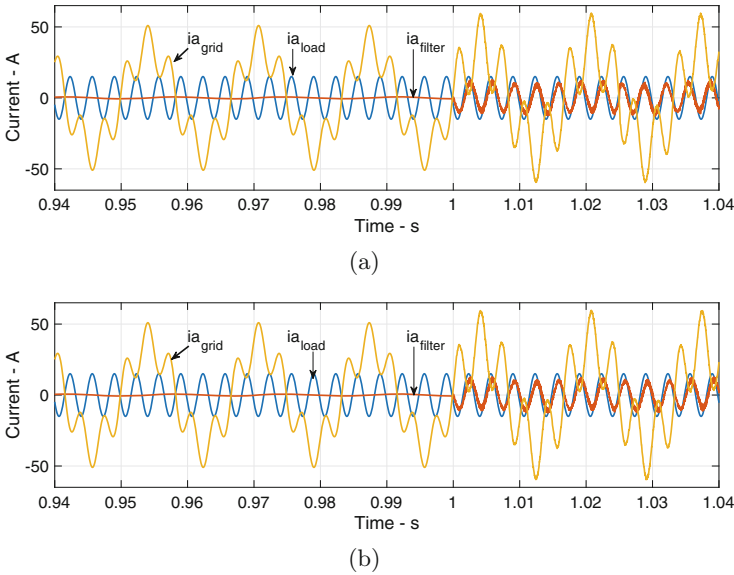 50
ia_grid
ia_load
ia_filter
Current - A
0
-50
0.94 0.95 0.96 0.97 0.98 0.99 1 1.01 1.02 1.03 1.04
Time - s
(a)
50
ia_grid
ia_load
ia_filter
Current - A
0
-50
0.94 0.95 0.96 0.97 0.98 0.99 1 1.01 1.02 1.03 1.04
Time - s
(b)